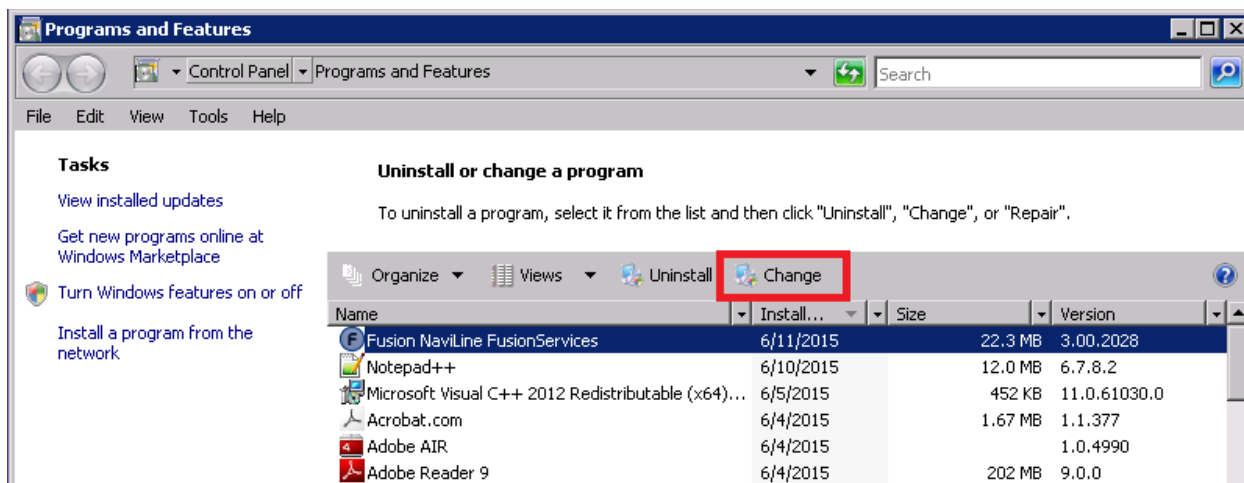 Programs and Features
Control Panel Programs and Features Search
File Edit View Tools Help
Tasks
View installed updates
Get new programs online at
Windows Marketplace
Turn Windows features on or off
Install a program from the
network
Uninstall or change a program
To uninstall a program, select it from the list and then click "Uninstall", "Change", or "Repair".
Organize Views Uninstall Change
Name Install... Size Version
Fusion NaviLine FusionServices 6/11/2015 22.3 MB 3.00.2028
Notepad++ 6/10/2015 12.0 MB 6.7.8.2
Microsoft Visual C++ 2012 Redistributable (x64)... 6/5/2015 452 KB 11.0.61030.0
Acrobat.com 6/4/2015 1.67 MB 1.1.377
Adobe AIR 6/4/2015 1.0.4990
Adobe Reader 9 6/4/2015 202 MB 9.0.0